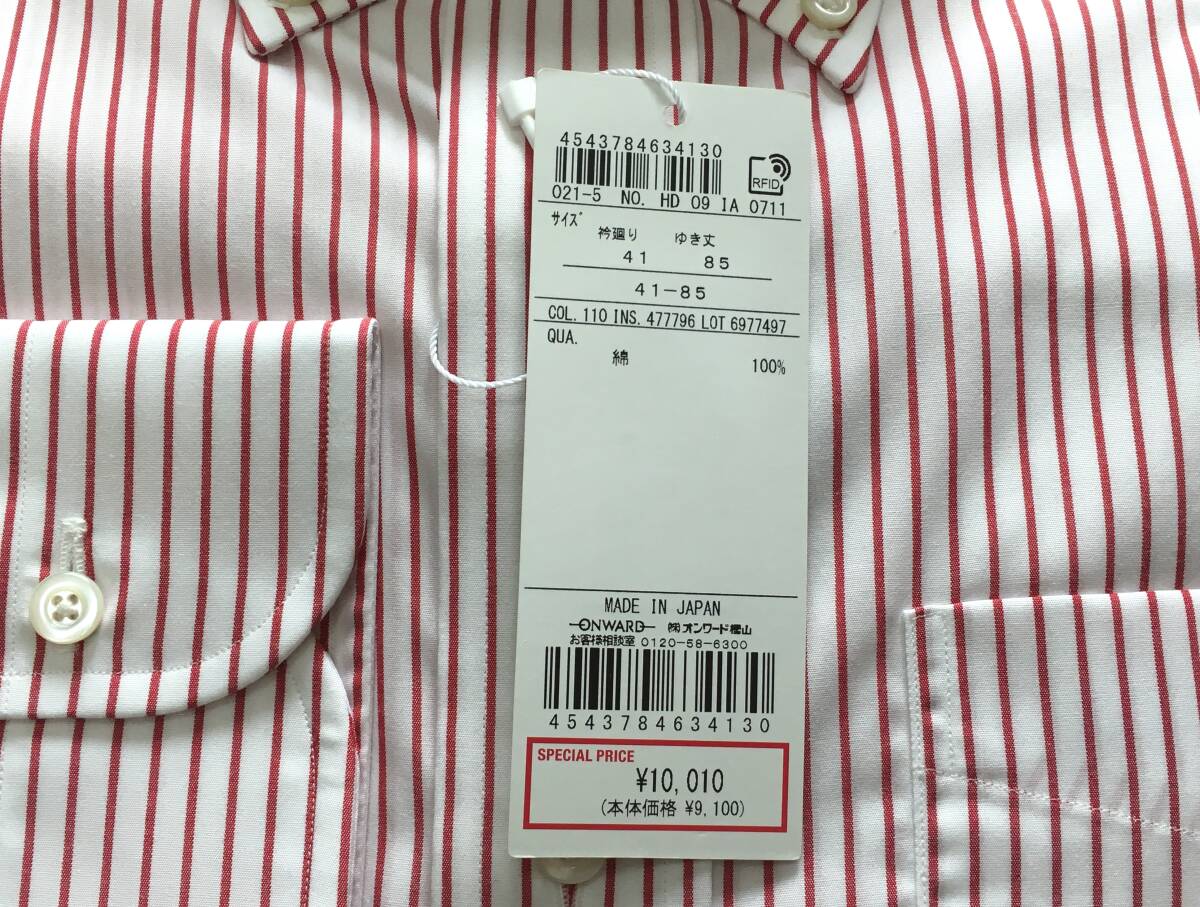 4543784634130
RFID
021-5 NO. HD 09 IA 0711
サイズ 衿廻り ゆき丈
41 85
41-85
COL. 110 INS. 477796 LOT 6977497
QUA.
綿 100%
MADE IN JAPAN
ONWARD ㈱オンワード樫山
お客様相談室 0120-58-6300
4543784634130
SPECIAL PRICE
¥10,010
(本体価格 ¥9,100)